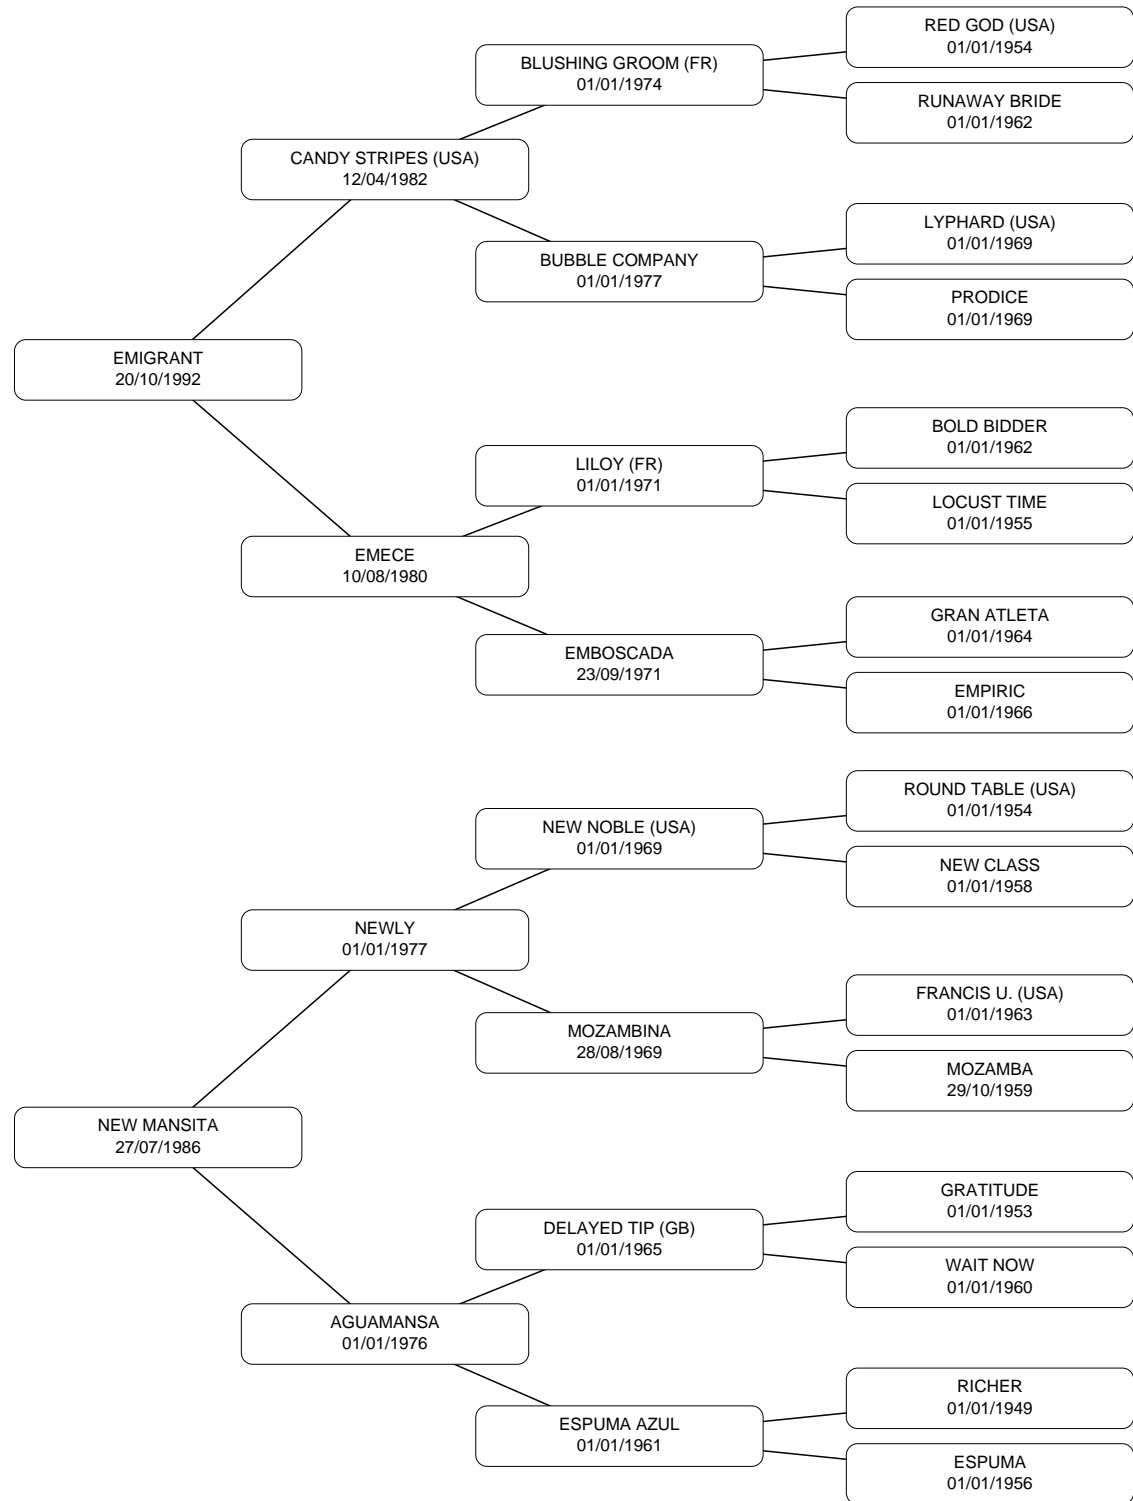 RED GOD (USA)
01/01/1954
BLUSHING GROOM (FR)
01/01/1974
RUNAWAY BRIDE
01/01/1962
CANDY STRIPES (USA)
12/04/1982
LYPHARD (USA)
01/01/1969
BUBBLE COMPANY
01/01/1977
PRODICE
01/01/1969
EMIGRANT
20/10/1992
BOLD BIDDER
01/01/1962
LILOY (FR)
01/01/1971
LOCUST TIME
01/01/1955
EMECE
10/08/1980
GRAN ATLETA
01/01/1964
EMBOSCADA
23/09/1971
EMPIRIC
01/01/1966
ROUND TABLE (USA)
01/01/1954
NEW NOBLE (USA)
01/01/1969
NEW CLASS
01/01/1958
NEWLY
01/01/1977
FRANCIS U. (USA)
01/01/1963
MOZAMBINA
28/08/1969
MOZAMBA
29/10/1959
NEW MANSITA
27/07/1986
GRATITUDE
01/01/1953
DELAYED TIP (GB)
01/01/1965
WAIT NOW
01/01/1960
AGUAMANSA
01/01/1976
RICHER
01/01/1949
ESPUMA AZUL
01/01/1961
ESPUMA
01/01/1956